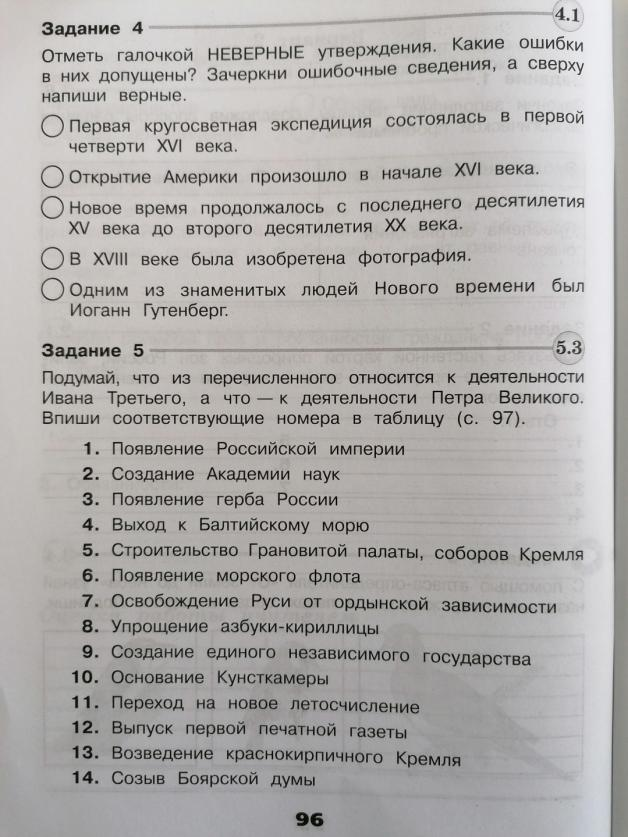 4.1
Задание 4
Отметь галочкой НЕВЕРНЫЕ утверждения. Какие ошибки
в них допущены? Зачеркни ошибочные сведения, а сверху
напиши верные.
Первая кругосветная экспедиция состоялась в первой
четверти XVI века.
Открытие Америки произошло в начале XVI века.
Новое время продолжалось с последнего десятилетия
XV века до второго десятилетия XX века.
В XVIII веке была изобретена фотография.
Одним из знаменитых людей Нового времени был
Иоганн Гутенберг.
Задание 5
5.3
Подумай, что из перечисленного относится к деятельности
Ивана Третьего, а что — к деятельности Петра Великого.
Впиши соответствующие номера в таблицу (с. 97).
1. Появление Российской империи
2. Создание Академии наук
3. Появление герба России
4. Выход к Балтийскому морю
5. Строительство Грановитой палаты, соборов Кремля
6. Появление морского флота
7. Освобождение Руси от ордынской зависимости
8. Упрощение азбуки-кириллицы
9. Создание единого независимого государства
10. Основание Кунсткамеры
11. Переход на новое летосчисление
12. Выпуск первой печатной газеты
13. Возведение краснокирпичного Кремля
14. Созыв Боярской думы
96